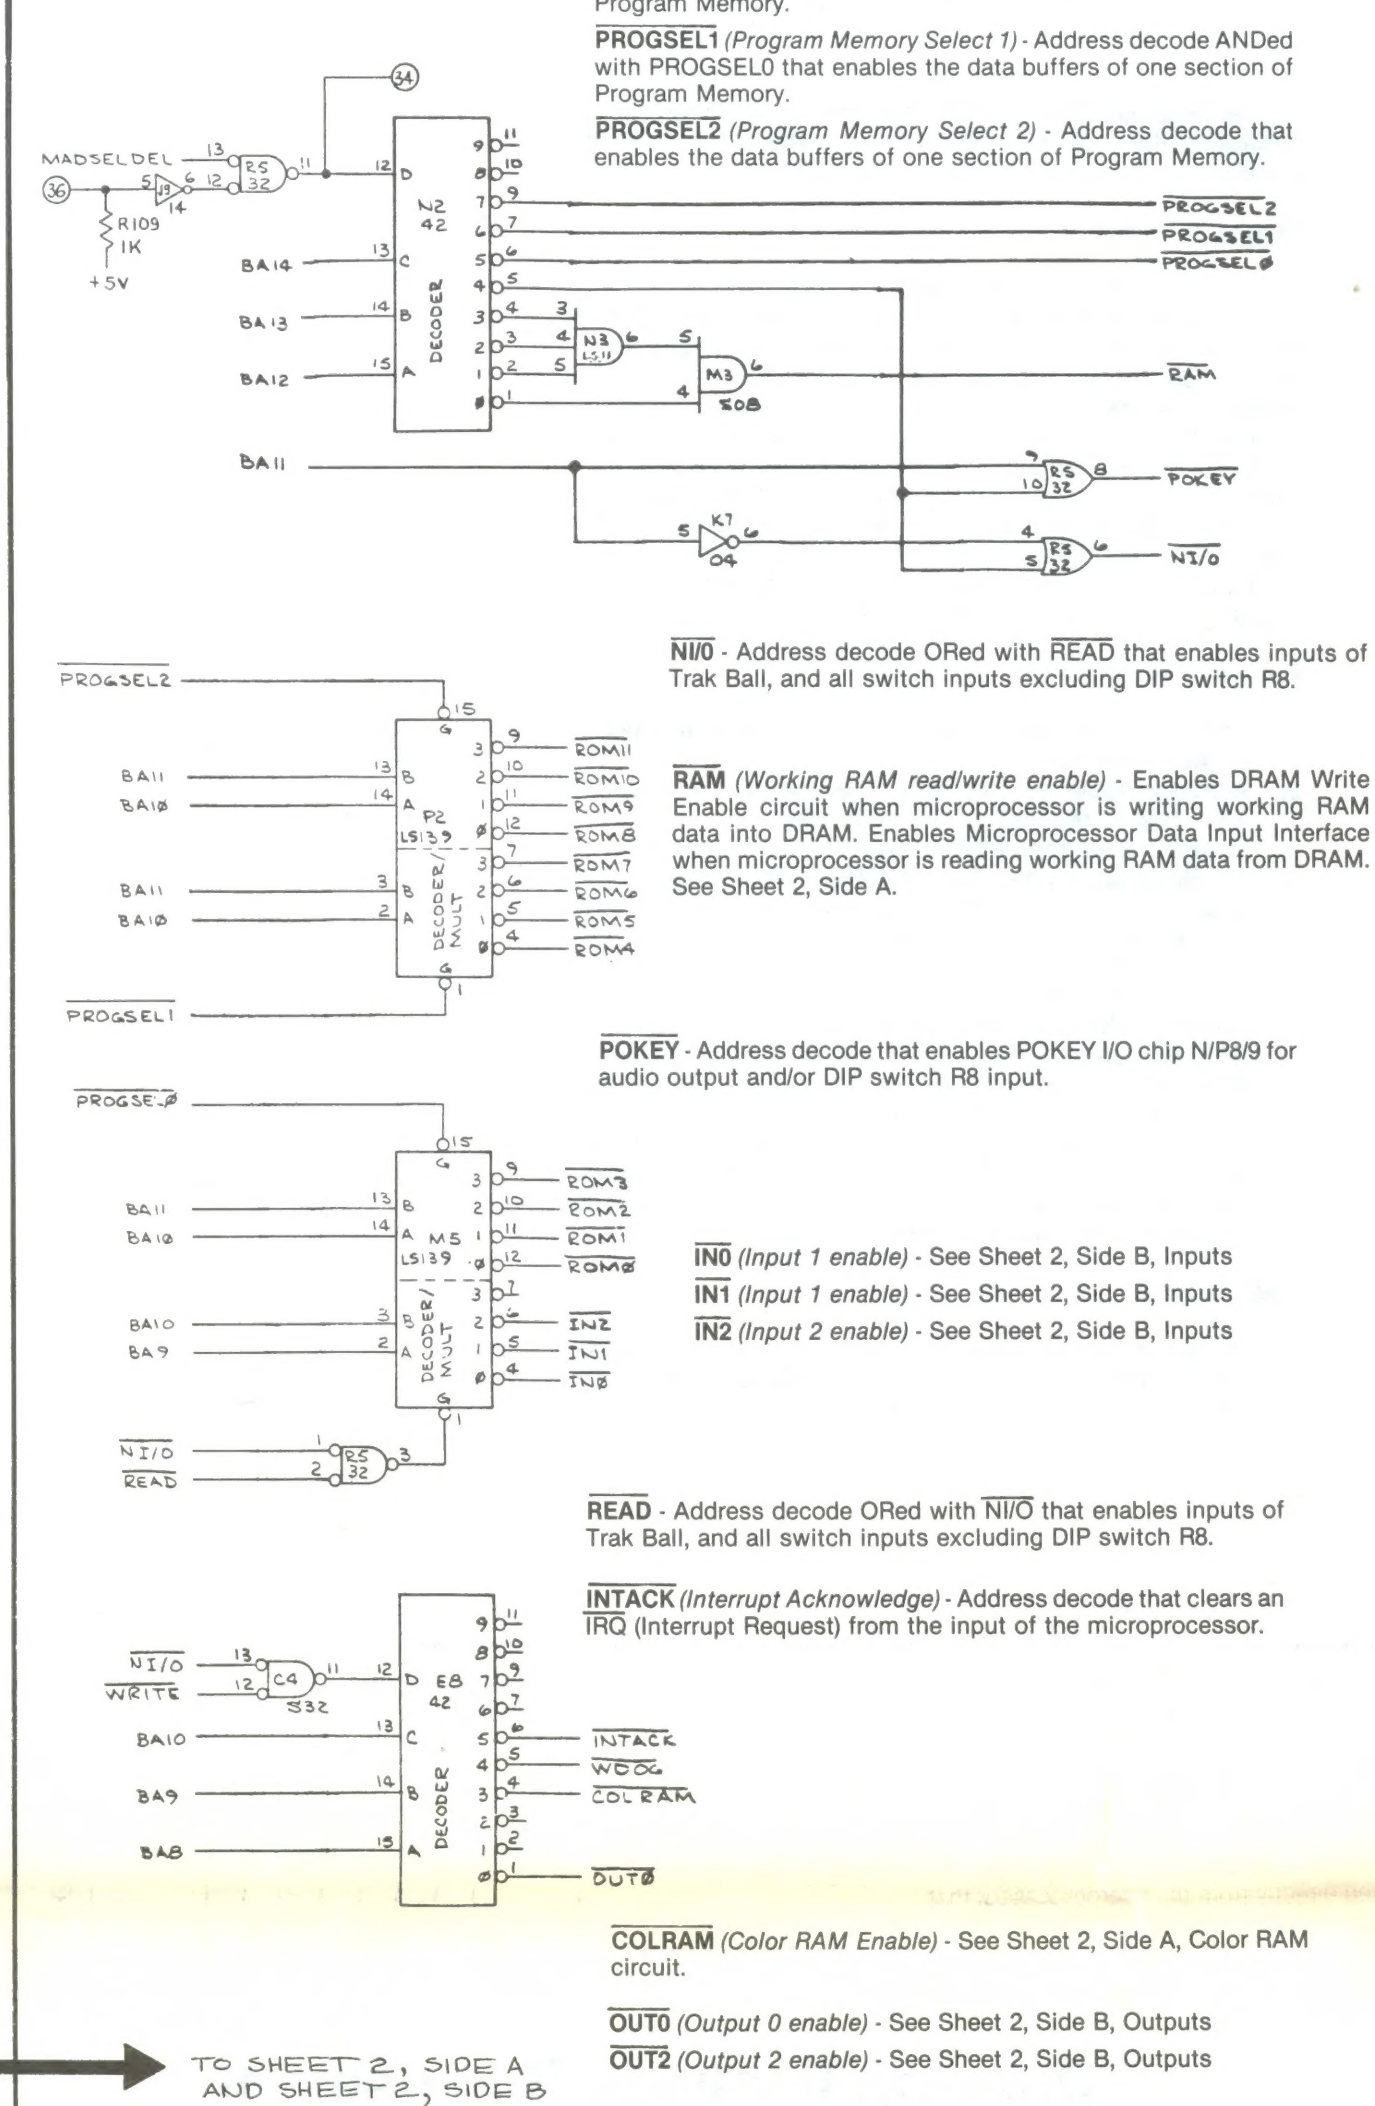 Program Memory.
PROGSEL1 (Program Memory Select 1) - Address decode ANDed
with PROGSEL0 that enables the data buffers of one section of
Program Memory.
PROGSEL2 (Program Memory Select 2) - Address decode that
enables the data buffers of one section of Program Memory.
34
MADSELDEL 13
36 5 J9 6 12 R5 32 11
14
R109
1K
+5V
12 D
N2
42
DECODER
BA14 13 C
BA13 14 B
BA12 15 A
9 11
8 10
7 9 PROGSEL2
6 7 PROGSEL1
5 6 PROGSELØ
4 5
3 4 3
2 3 4 N3 6 5
LS11
1 2 5
M3 6 RAM
Ø 1 4
S08
BA11
9
10 R5 32 8 POKEY
5 K7 6
04
4
5 R5 32 6 NI/O
NI/O - Address decode ORed with READ that enables inputs of
Trak Ball, and all switch inputs excluding DIP switch R8.
PROGSEL2 15
G
BA11 13 B
BA1Ø 14 A
P2
LS139
DECODER/
MULT
BA11 3 B
BA1Ø 2 A
3 9 ROM11
2 10 ROM10
1 11 ROM9
Ø 12 ROM8
3 7 ROM7
2 6 ROM6
1 5 ROM5
Ø 4 ROM4
G
PROGSEL1 1
RAM (Working RAM read/write enable) - Enables DRAM Write
Enable circuit when microprocessor is writing working RAM
data into DRAM. Enables Microprocessor Data Input Interface
when microprocessor is reading working RAM data from DRAM.
See Sheet 2, Side A.
POKEY - Address decode that enables POKEY I/O chip N/P8/9 for
audio output and/or DIP switch R8 input.
PROGSELØ 15
G
BA11 13 B
BA1Ø 14 A
M5
LS139
DECODER/
MULT
BA10 3 B
BA9 2 A
3 9 ROM3
2 10 ROM2
1 11 ROM1
Ø 12 ROMØ
3 7
2 6 IN2
1 5 IN1
Ø 4 INØ
G
1
NI/O 1
READ 2 R5 32 3
IN0 (Input 1 enable) - See Sheet 2, Side B, Inputs
IN1 (Input 1 enable) - See Sheet 2, Side B, Inputs
IN2 (Input 2 enable) - See Sheet 2, Side B, Inputs
READ - Address decode ORed with NI/O that enables inputs of
Trak Ball, and all switch inputs excluding DIP switch R8.
INTACK (Interrupt Acknowledge) - Address decode that clears an
IRQ (Interrupt Request) from the input of the microprocessor.
NI/O 13
WRITE 12 C4 11 12 D
S32
E8
42
DECODER
BA10 13 C
BA9 14 B
BA8 15 A
9 11
8 10
7 9
6 7
5 6 INTACK
4 5 WDOG
3 4 COLRAM
2 3
1 2
Ø 1 OUTØ
COLRAM (Color RAM Enable) - See Sheet 2, Side A, Color RAM
circuit.
OUT0 (Output 0 enable) - See Sheet 2, Side B, Outputs
OUT2 (Output 2 enable) - See Sheet 2, Side B, Outputs
TO SHEET 2, SIDE A
AND SHEET 2, SIDE B